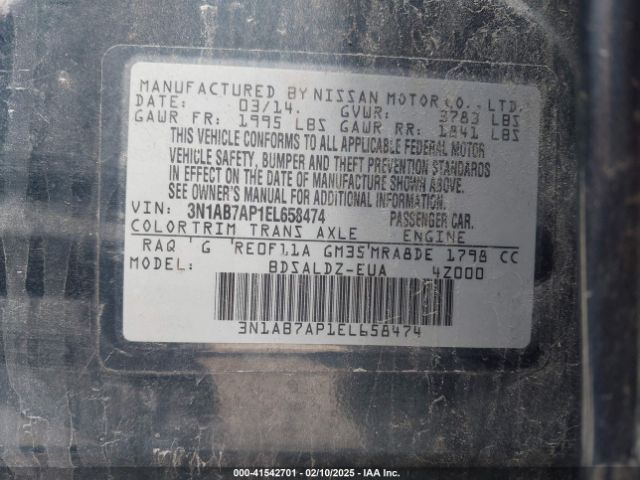 MANUFACTURED BY NISSAN MOTOR CO., LTD.
DATE: 03/14 GVWR: 3783 LBS
GAWR FR: 1995 LBS GAWR RR: 1841 LBS
THIS VEHICLE CONFORMS TO ALL APPLICABLE FEDERAL MOTOR
VEHICLE SAFETY, BUMPER AND THEFT PREVENTION STANDARDS
IN EFFECT ON THE DATE OF MANUFACTURE SHOWN ABOVE.
SEE OWNER'S MANUAL FOR ADDITIONAL INFORMATION.
VIN: 3N1AB7AP1EL658474 PASSENGER CAR.
COLOR TRIM TRANS AXLE ENGINE
RAQ G RE0F11A GM35 MRA8DE 1798 CC
MODEL: BDSALDZ-EUA 4Z000
3N1AB7AP1EL658474
000-41542701 — 02/10/2025 — IAA Inc.